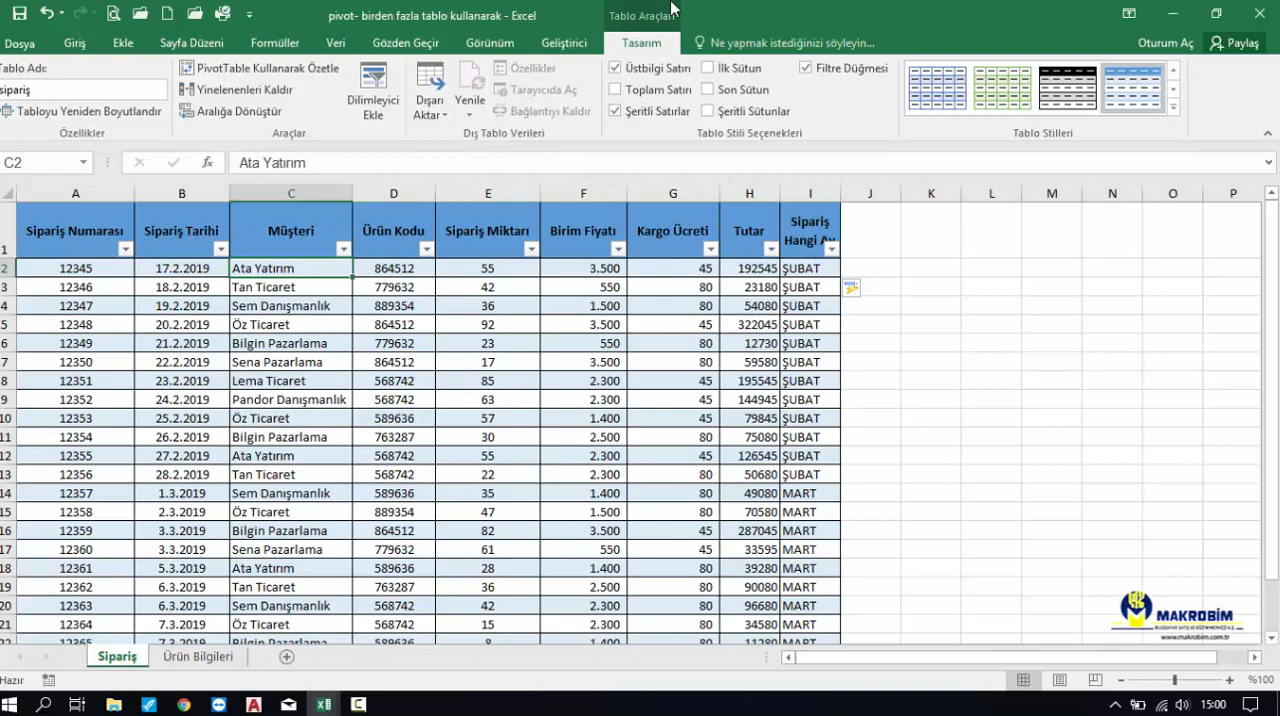 pivot- birden fazla tablo kullanarak - Excel
Tablo Araçları
Dosya Giriş Ekle Sayfa Düzeni Formüller Veri Gözden Geçir Görünüm Geliştirici Tasarım Ne yapmak istediğinizi söyleyin... Oturum Aç Paylaş
Tablo Adı:
sipariş
Tabloyu Yeniden Boyutlandır
Özellikler
PivotTable Kullanarak Özetle
Yinelenenleri Kaldır
Aralığa Dönüştür
Araçlar
Dilimleyici
Ekle
Dışarı
Aktar
Yenile
Özellikler
Tarayıcıda Aç
Bağlantıyı Kaldır
Dış Tablo Verileri
Üstbilgi Satırı İlk Sütun Filtre Düğmesi
Toplam Satırı Son Sütun
Şeritli Satırlar Şeritli Sütunlar
Tablo Stili Seçenekleri
Tablo Stilleri
C2 fx Ata Yatırım
A B C D E F G H I J K L M N O P
1 Sipariş Numarası Sipariş Tarihi Müşteri Ürün Kodu Sipariş Miktarı Birim Fiyatı Kargo Ücreti Tutar Sipariş Hangi Ay
2 12345 17.2.2019 Ata Yatırım 864512 55 3.500 45 192545 ŞUBAT
3 12346 18.2.2019 Tan Ticaret 779632 42 550 80 23180 ŞUBAT
4 12347 19.2.2019 Sem Danışmanlık 889354 36 1.500 80 54080 ŞUBAT
5 12348 20.2.2019 Öz Ticaret 864512 92 3.500 45 322045 ŞUBAT
6 12349 21.2.2019 Bilgin Pazarlama 779632 23 550 80 12730 ŞUBAT
7 12350 22.2.2019 Sena Pazarlama 864512 17 3.500 80 59580 ŞUBAT
8 12351 23.2.2019 Lema Ticaret 568742 85 2.300 45 195545 ŞUBAT
9 12352 24.2.2019 Pandor Danışmanlık 568742 63 2.300 45 144945 ŞUBAT
10 12353 25.2.2019 Öz Ticaret 589636 57 1.400 45 79845 ŞUBAT
11 12354 26.2.2019 Bilgin Pazarlama 763287 30 2.500 80 75080 ŞUBAT
12 12355 27.2.2019 Ata Yatırım 568742 55 2.300 45 126545 ŞUBAT
13 12356 28.2.2019 Tan Ticaret 568742 22 2.300 80 50680 ŞUBAT
14 12357 1.3.2019 Sem Danışmanlık 589636 35 1.400 80 49080 MART
15 12358 2.3.2019 Öz Ticaret 889354 47 1.500 80 70580 MART
16 12359 3.3.2019 Bilgin Pazarlama 864512 82 3.500 45 287045 MART
17 12360 3.3.2019 Sena Pazarlama 779632 61 550 45 33595 MART
18 12361 5.3.2019 Ata Yatırım 589636 28 1.400 80 39280 MART
19 12362 6.3.2019 Tan Ticaret 763287 36 2.500 80 90080 MART
20 12363 6.3.2019 Sem Danışmanlık 568742 42 2.300 80 96680 MART
21 12364 7.3.2019 Öz Ticaret 568742 15 2.300 80 34580 MART
22 12365 7.3.2019 Bilgin Pazarlama 589636 8 1.400 80 11280 MART
MAKROBİM
www.makrobim.com.tr
Sipariş Ürün Bilgileri
Hazır %100
15:00